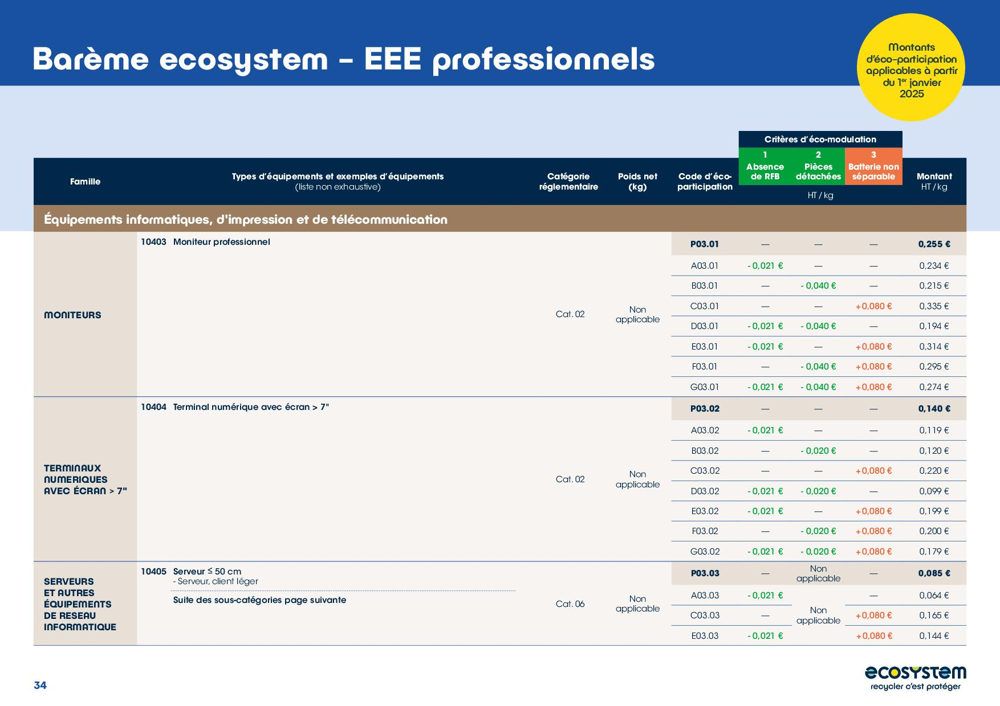 Barème ecosystem – EEE professionnels
Montants
d'éco-participation
applicables à partir
du 1er janvier
2025
Critères d'éco-modulation
Famille
Types d'équipements et exemples d'équipements
(liste non exhaustive)
Catégorie
réglementaire
Poids net
(kg)
Code d'éco-
participation
1
Absence
de RFB
2
Pièces
détachées
3
Batterie non
séparable
HT / kg
Montant
HT / kg
Équipements informatiques, d'impression et de télécommunication
MONITEURS
10403 Moniteur professionnel
Cat. 02
Non
applicable
P03.01 — — — 0,255 €
A03.01 - 0,021 € — — 0,234 €
B03.01 — - 0,040 € — 0,215 €
C03.01 — — +0,080 € 0,335 €
D03.01 - 0,021 € - 0,040 € — 0,194 €
E03.01 - 0,021 € — +0,080 € 0,314 €
F03.01 — - 0,040 € +0,080 € 0,295 €
G03.01 - 0,021 € - 0,040 € +0,080 € 0,274 €
TERMINAUX
NUMERIQUES
AVEC ÉCRAN > 7"
10404 Terminal numérique avec écran > 7"
Cat. 02
Non
applicable
P03.02 — — — 0,140 €
A03.02 - 0,021 € — — 0,119 €
B03.02 — - 0,020 € — 0,120 €
C03.02 — — +0,080 € 0,220 €
D03.02 - 0,021 € - 0,020 € — 0,099 €
E03.02 - 0,021 € — +0,080 € 0,199 €
F03.02 — - 0,020 € +0,080 € 0,200 €
G03.02 - 0,021 € - 0,020 € +0,080 € 0,179 €
SERVEURS
ET AUTRES
ÉQUIPEMENTS
DE RESEAU
INFORMATIQUE
10405 Serveur ≤ 50 cm
- Serveur, client léger
Suite des sous-catégories page suivante
Cat. 06
Non
applicable
P03.03 — Non applicable — 0,085 €
A03.03 - 0,021 € — 0,064 €
Non
applicable
C03.03 — +0,080 € 0,165 €
E03.03 - 0,021 € +0,080 € 0,144 €
34
ecosystem
recycler c'est protéger